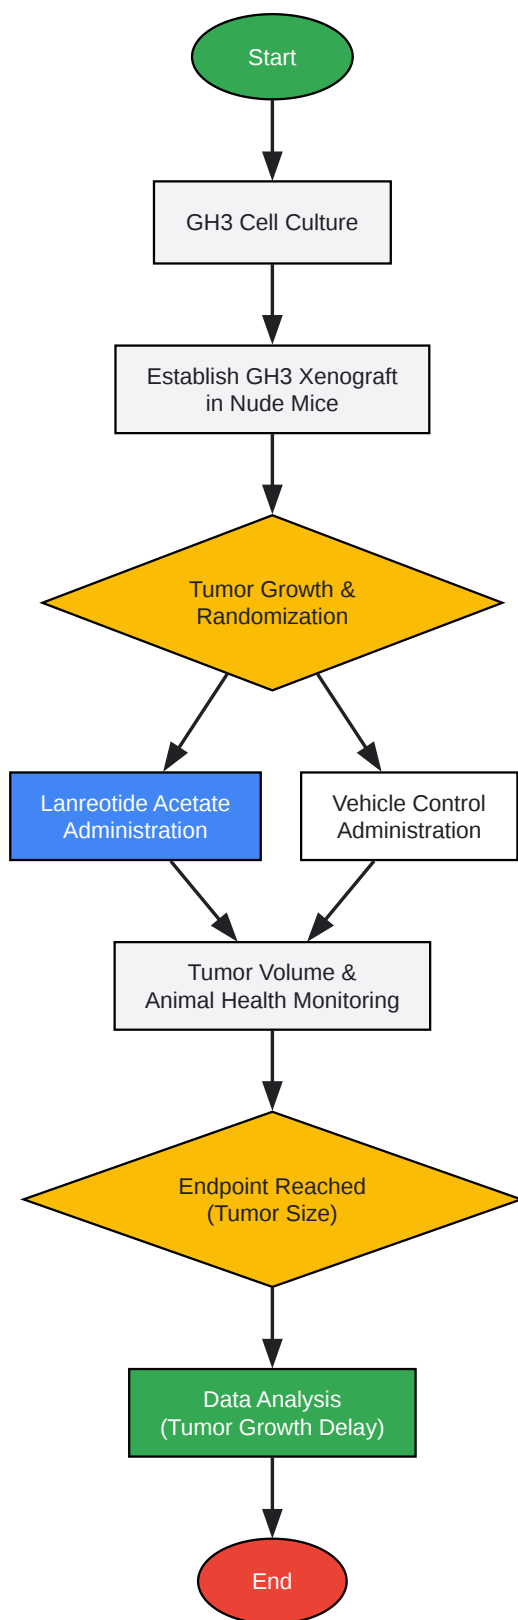 Start
GH3 Cell Culture
Establish GH3 Xenograft
in Nude Mice
Tumor Growth &
Randomization
Lanreotide Acetate
Administration
Vehicle Control
Administration
Tumor Volume &
Animal Health Monitoring
Endpoint Reached
(Tumor Size)
Data Analysis
(Tumor Growth Delay)
End